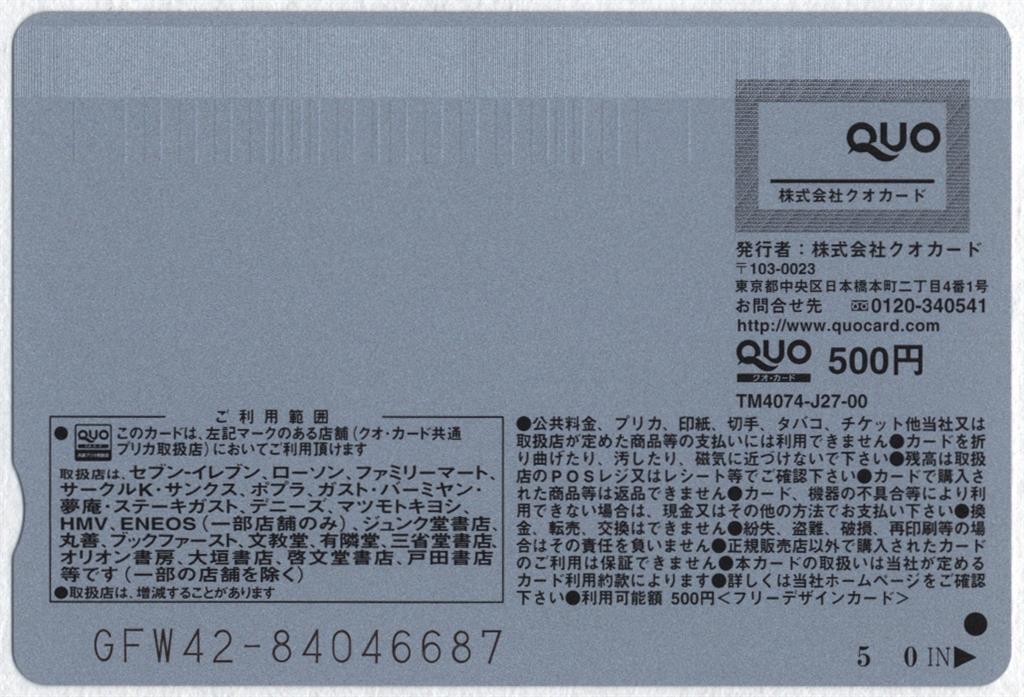 QUO
株式会社クオカード
発行者：株式会社クオカード
〒103-0023
東京都中央区日本橋本町二丁目4番1号
お問合せ先 0120-340541
http://www.quocard.com
QUO 500円
クオ・カード
TM4074-J27-00
ご利用範囲
●QUO このカードは、左記マークのある店舗(クオ・カード共通
プリカ取扱店)においてご利用頂けます
取扱店は、セブン-イレブン、ローソン、ファミリーマート、
サークルK・サンクス、ポプラ、ガスト・バーミヤン・
夢庵・ステーキガスト、デニーズ、マツモトキヨシ、
HMV、ENEOS(一部店舗のみ)、ジュンク堂書店、
丸善、ブックファースト、文教堂、有隣堂、三省堂書店、
オリオン書房、大垣書店、啓文堂書店、戸田書店
等です(一部の店舗を除く)
●取扱店は、増減することがあります
●公共料金、プリカ、印紙、切手、タバコ、チケット他当社又は
取扱店が定めた商品等の支払いには利用できません●カードを折
り曲げたり、汚したり、磁気に近づけないで下さい●残高は取扱
店のPOSレジ又はレシート等でご確認下さい●カードで購入さ
れた商品等は返品できません●カード、機器の不具合等により利
用できない場合は、現金又はその他の方法でお支払い下さい●換
金、転売、交換はできません●紛失、盗難、破損、再印刷等の場
合はその責任を負いません●正規販売店以外で購入されたカード
のご利用は保証できません●本カードの取扱いは当社が定める
カード利用約款によります●詳しくは当社ホームページをご確認
下さい●利用可能額 500円<フリーデザインカード>
GFW42-84046687
5 0 IN▶